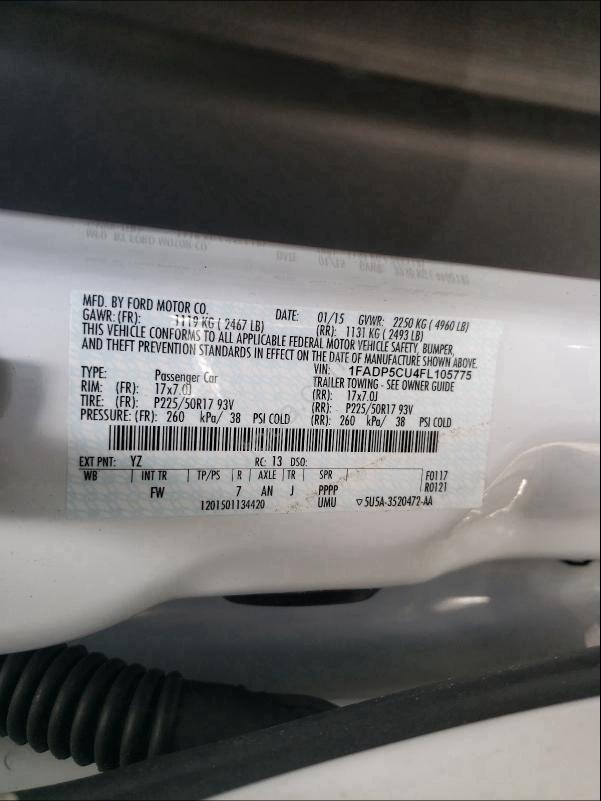 MFD. BY FORD MOTOR CO. DATE: 01/15 GVWR: 2250 KG ( 4960 LB)
GAWR: (FR): 1119 KG ( 2467 LB) (RR): 1131 KG ( 2493 LB)
THIS VEHICLE CONFORMS TO ALL APPLICABLE FEDERAL MOTOR VEHICLE SAFETY, BUMPER,
AND THEFT PREVENTION STANDARDS IN EFFECT ON THE DATE OF MANUFACTURE SHOWN ABOVE.
VIN: 1FADP5CU4FL105775
TYPE: Passenger Car TRAILER TOWING - SEE OWNER GUIDE
RIM: (FR): 17x7.0J (RR): 17x7.0J
TIRE: (FR): P225/50R17 93V (RR): P225/50R17 93V
PRESSURE: (FR): 260 kPa/ 38 PSI COLD (RR): 260 kPa/ 38 PSI COLD
EXT PNT: YZ RC: 13 DSO:
WB INT TR TP/PS R AXLE TR SPR F0117
FW 7 AN J PPPP R0121
1201501134420 UMU ▽5U5A-3520472-AA